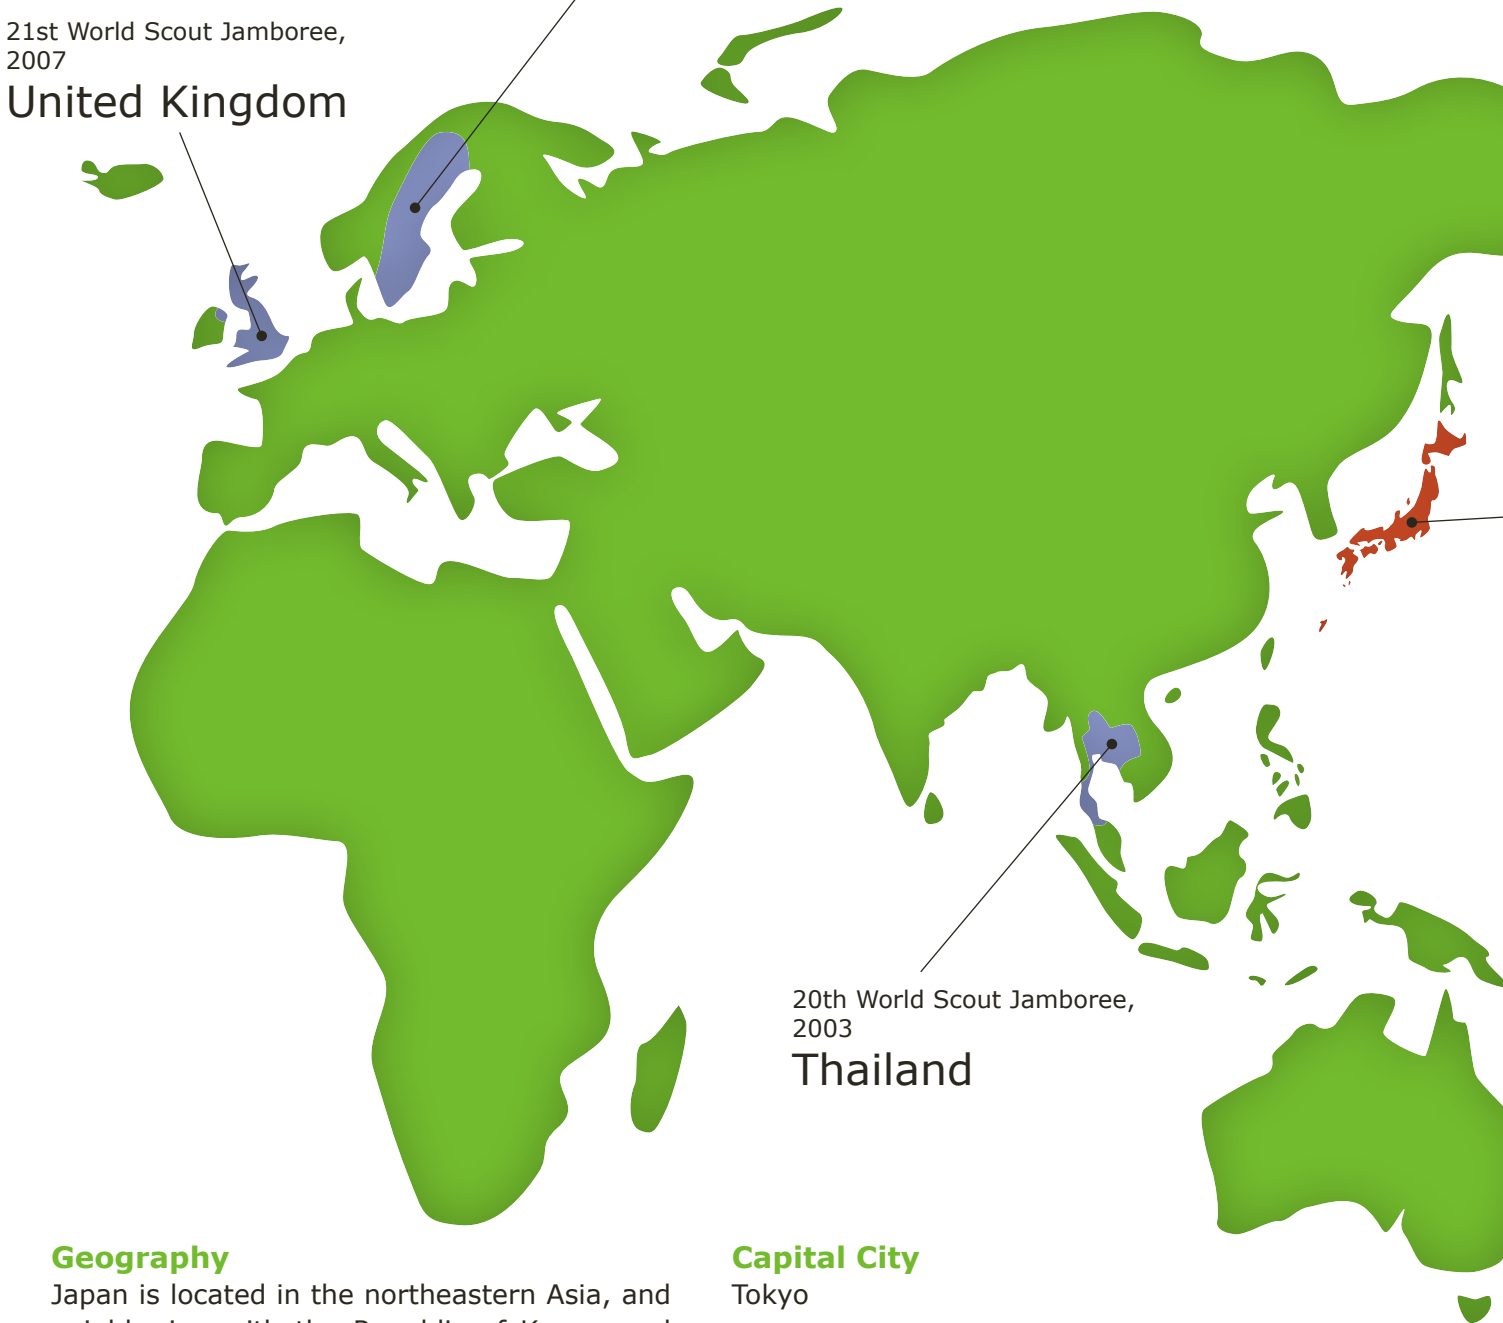 21st World Scout Jamboree,
2007
United Kingdom
20th World Scout Jamboree,
2003
Thailand
Geography
Japan is located in the northeastern Asia, and
Capital City
Tokyo